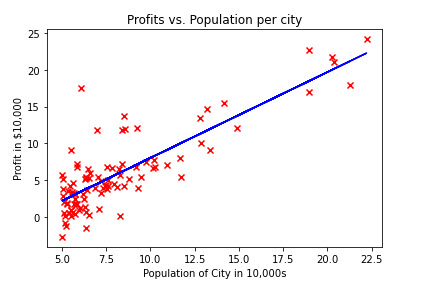 Profits vs. Population per city
25
20
15
10
5
0
Profit in $10,000
5.0 7.5 10.0 12.5 15.0 17.5 20.0 22.5
Population of City in 10,000s